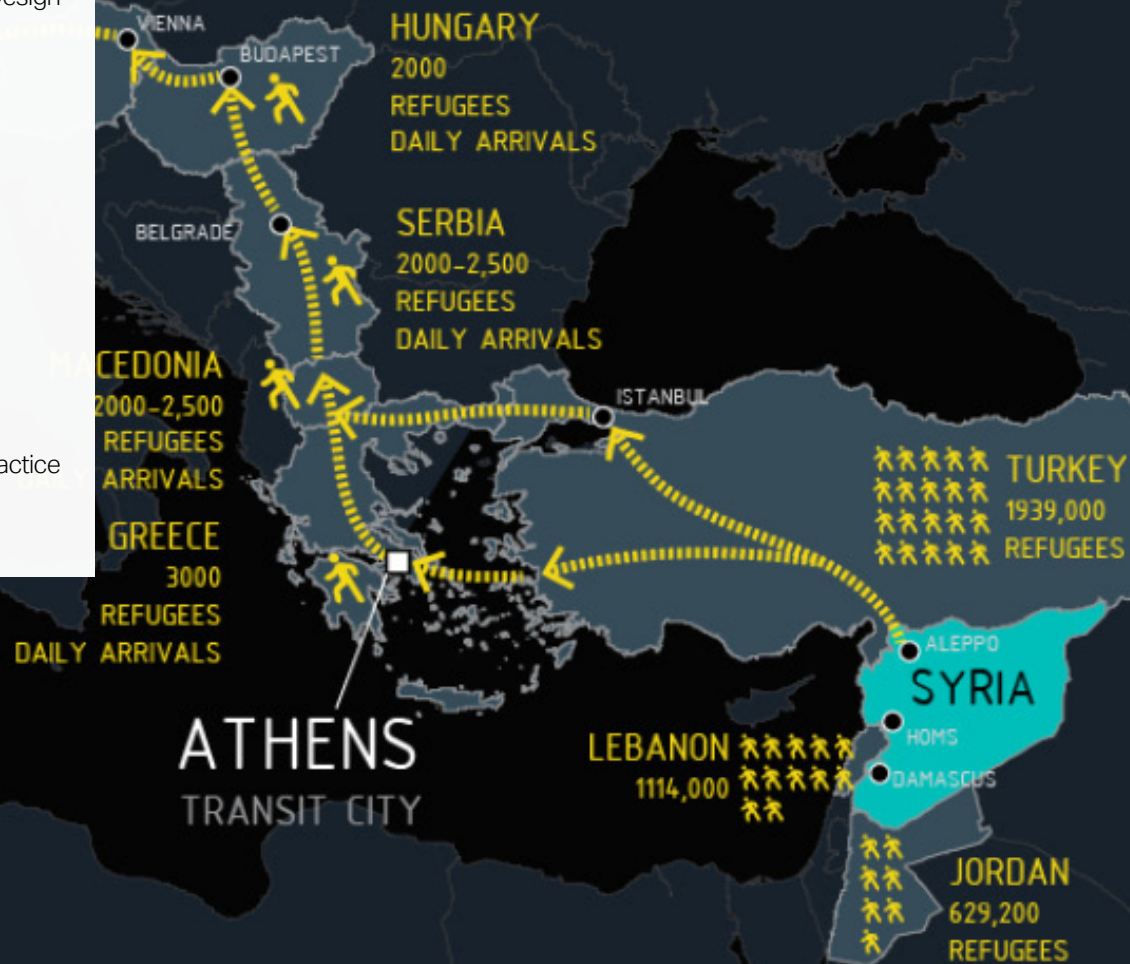 esign
VIENNA
BUDAPEST
HUNGARY
2000
REFUGEES
DAILY ARRIVALS
BELGRADE
SERBIA
2000-2,500
REFUGEES
DAILY ARRIVALS
MACEDONIA
2000-2,500
REFUGEES
DAILY ARRIVALS
actice
ISTANBUL
TURKEY
1939,000
REFUGEES
GREECE
3000
REFUGEES
DAILY ARRIVALS
ATHENS
TRANSIT CITY
ALEPPO
SYRIA
HOMS
DAMASCUS
LEBANON
1114,000
JORDAN
629,200
REFUGEES